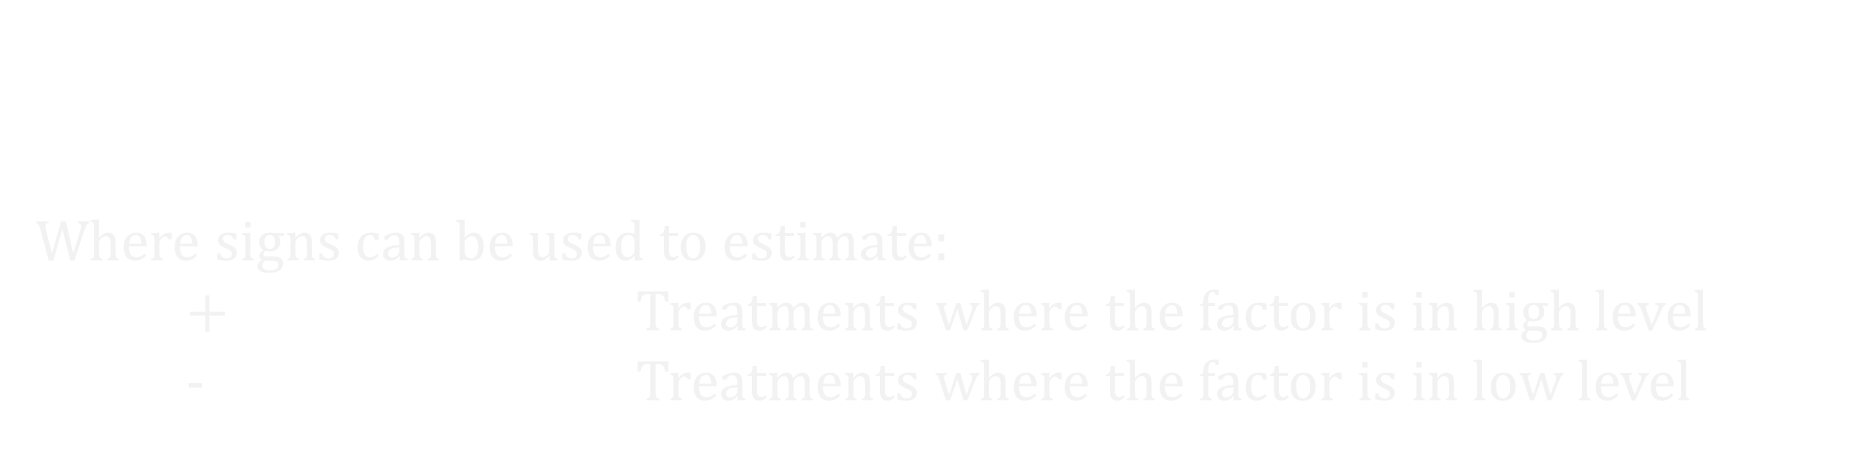 Where signs can be used to estimate:
+ Treatments where the factor is in high level
- Treatments where the factor is in low level